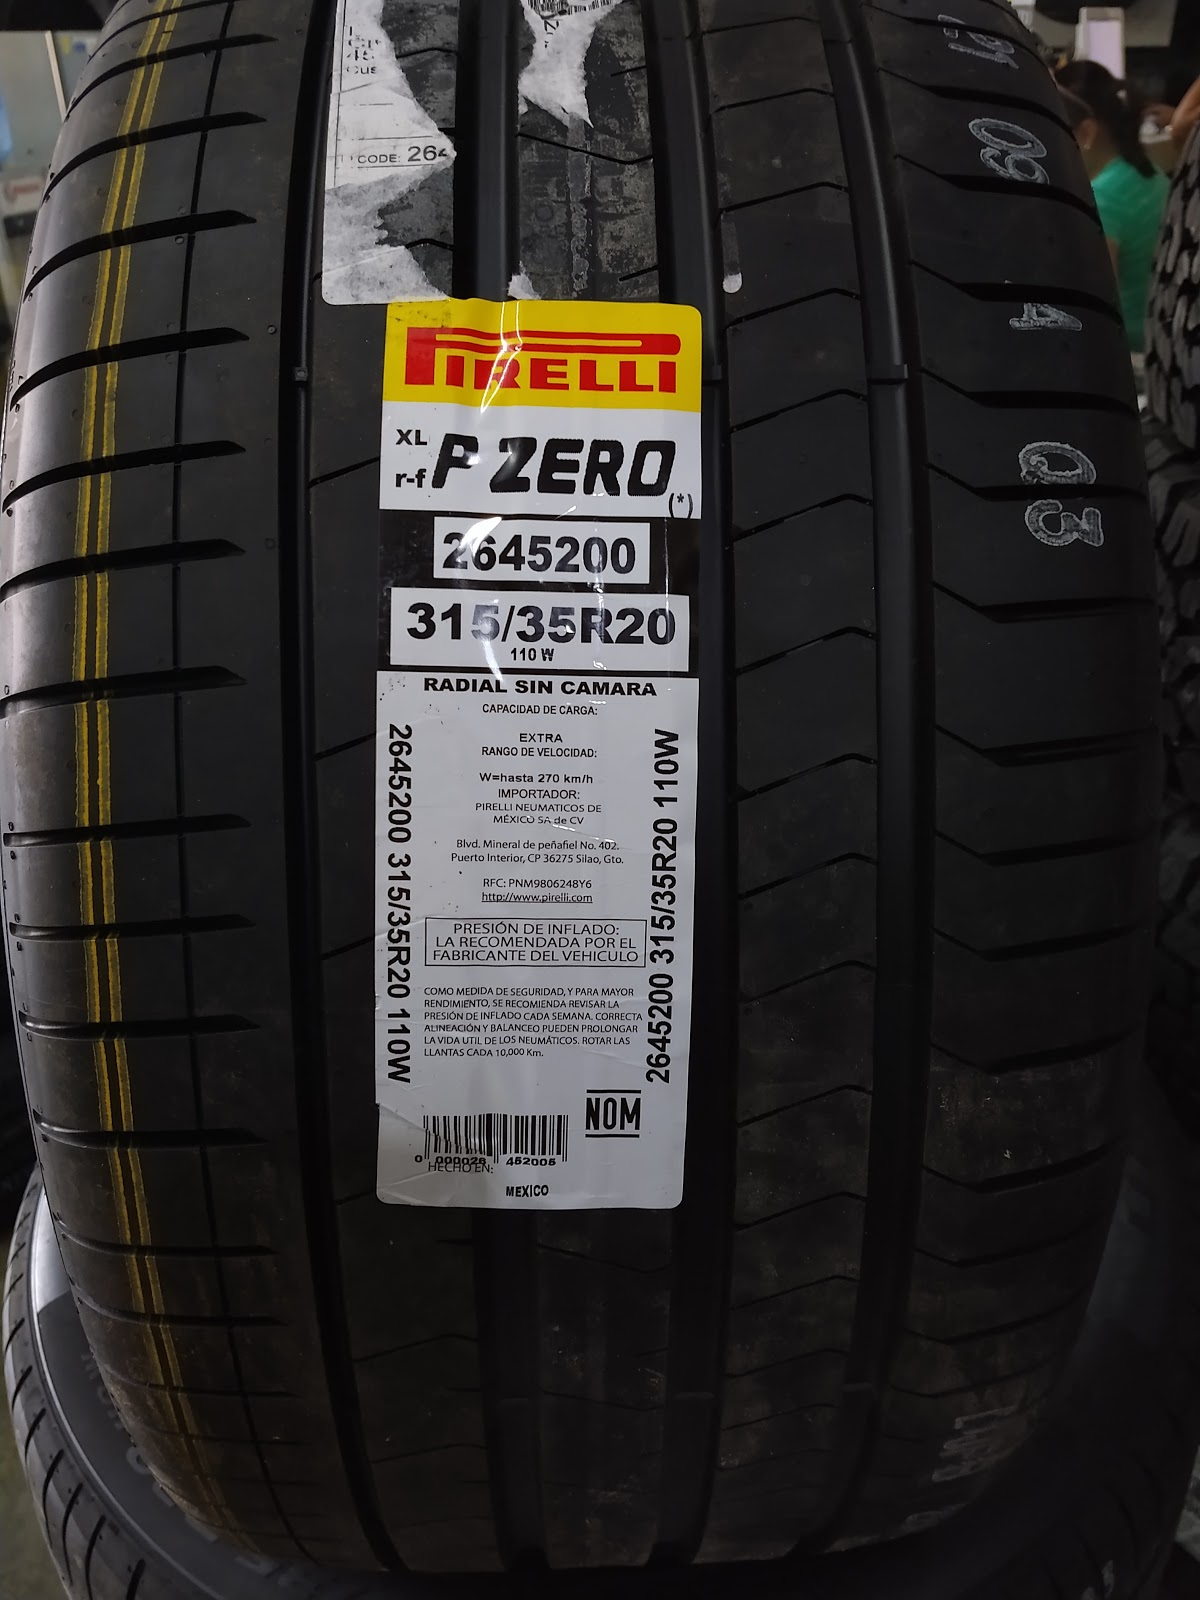 CODE: 264
PIRELLI
XL
r-f
P ZERO
(*)
2645200
315/35R20
110 W
RADIAL SIN CAMARA
CAPACIDAD DE CARGA:
EXTRA
RANGO DE VELOCIDAD:
W=hasta 270 km/h
IMPORTADOR:
PIRELLI NEUMATICOS DE
MÉXICO SA de CV
Blvd. Mineral de peñafiel No. 402.
Puerto Interior, CP 36275 Silao, Gto.
RFC: PNM9806248Y6
http://www.pirelli.com
PRESIÓN DE INFLADO:
LA RECOMENDADA POR EL
FABRICANTE DEL VEHICULO
COMO MEDIDA DE SEGURIDAD, Y PARA MAYOR
RENDIMIENTO, SE RECOMIENDA REVISAR LA
PRESIÓN DE INFLADO CADA SEMANA. CORRECTA
ALINEACIÓN Y BALANCEO PUEDEN PROLONGAR
LA VIDA UTIL DE LOS NEUMÁTICOS. ROTAR LAS
LLANTAS CADA 10,000 Km.
2645200 315/35R20 110W
2645200 315/35R20 110W
NOM
0 000026 452005
HECHO EN:
MEXICO
09
A
03